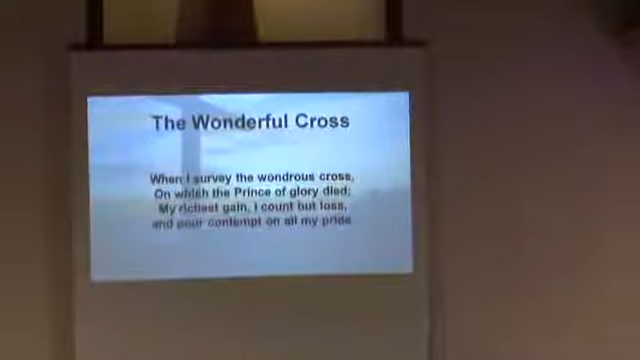 The Wonderful Cross
When I survey the wondrous cross,
On which the Prince of glory died;
My richest gain, I count but loss,
and pour contempt on all my pride